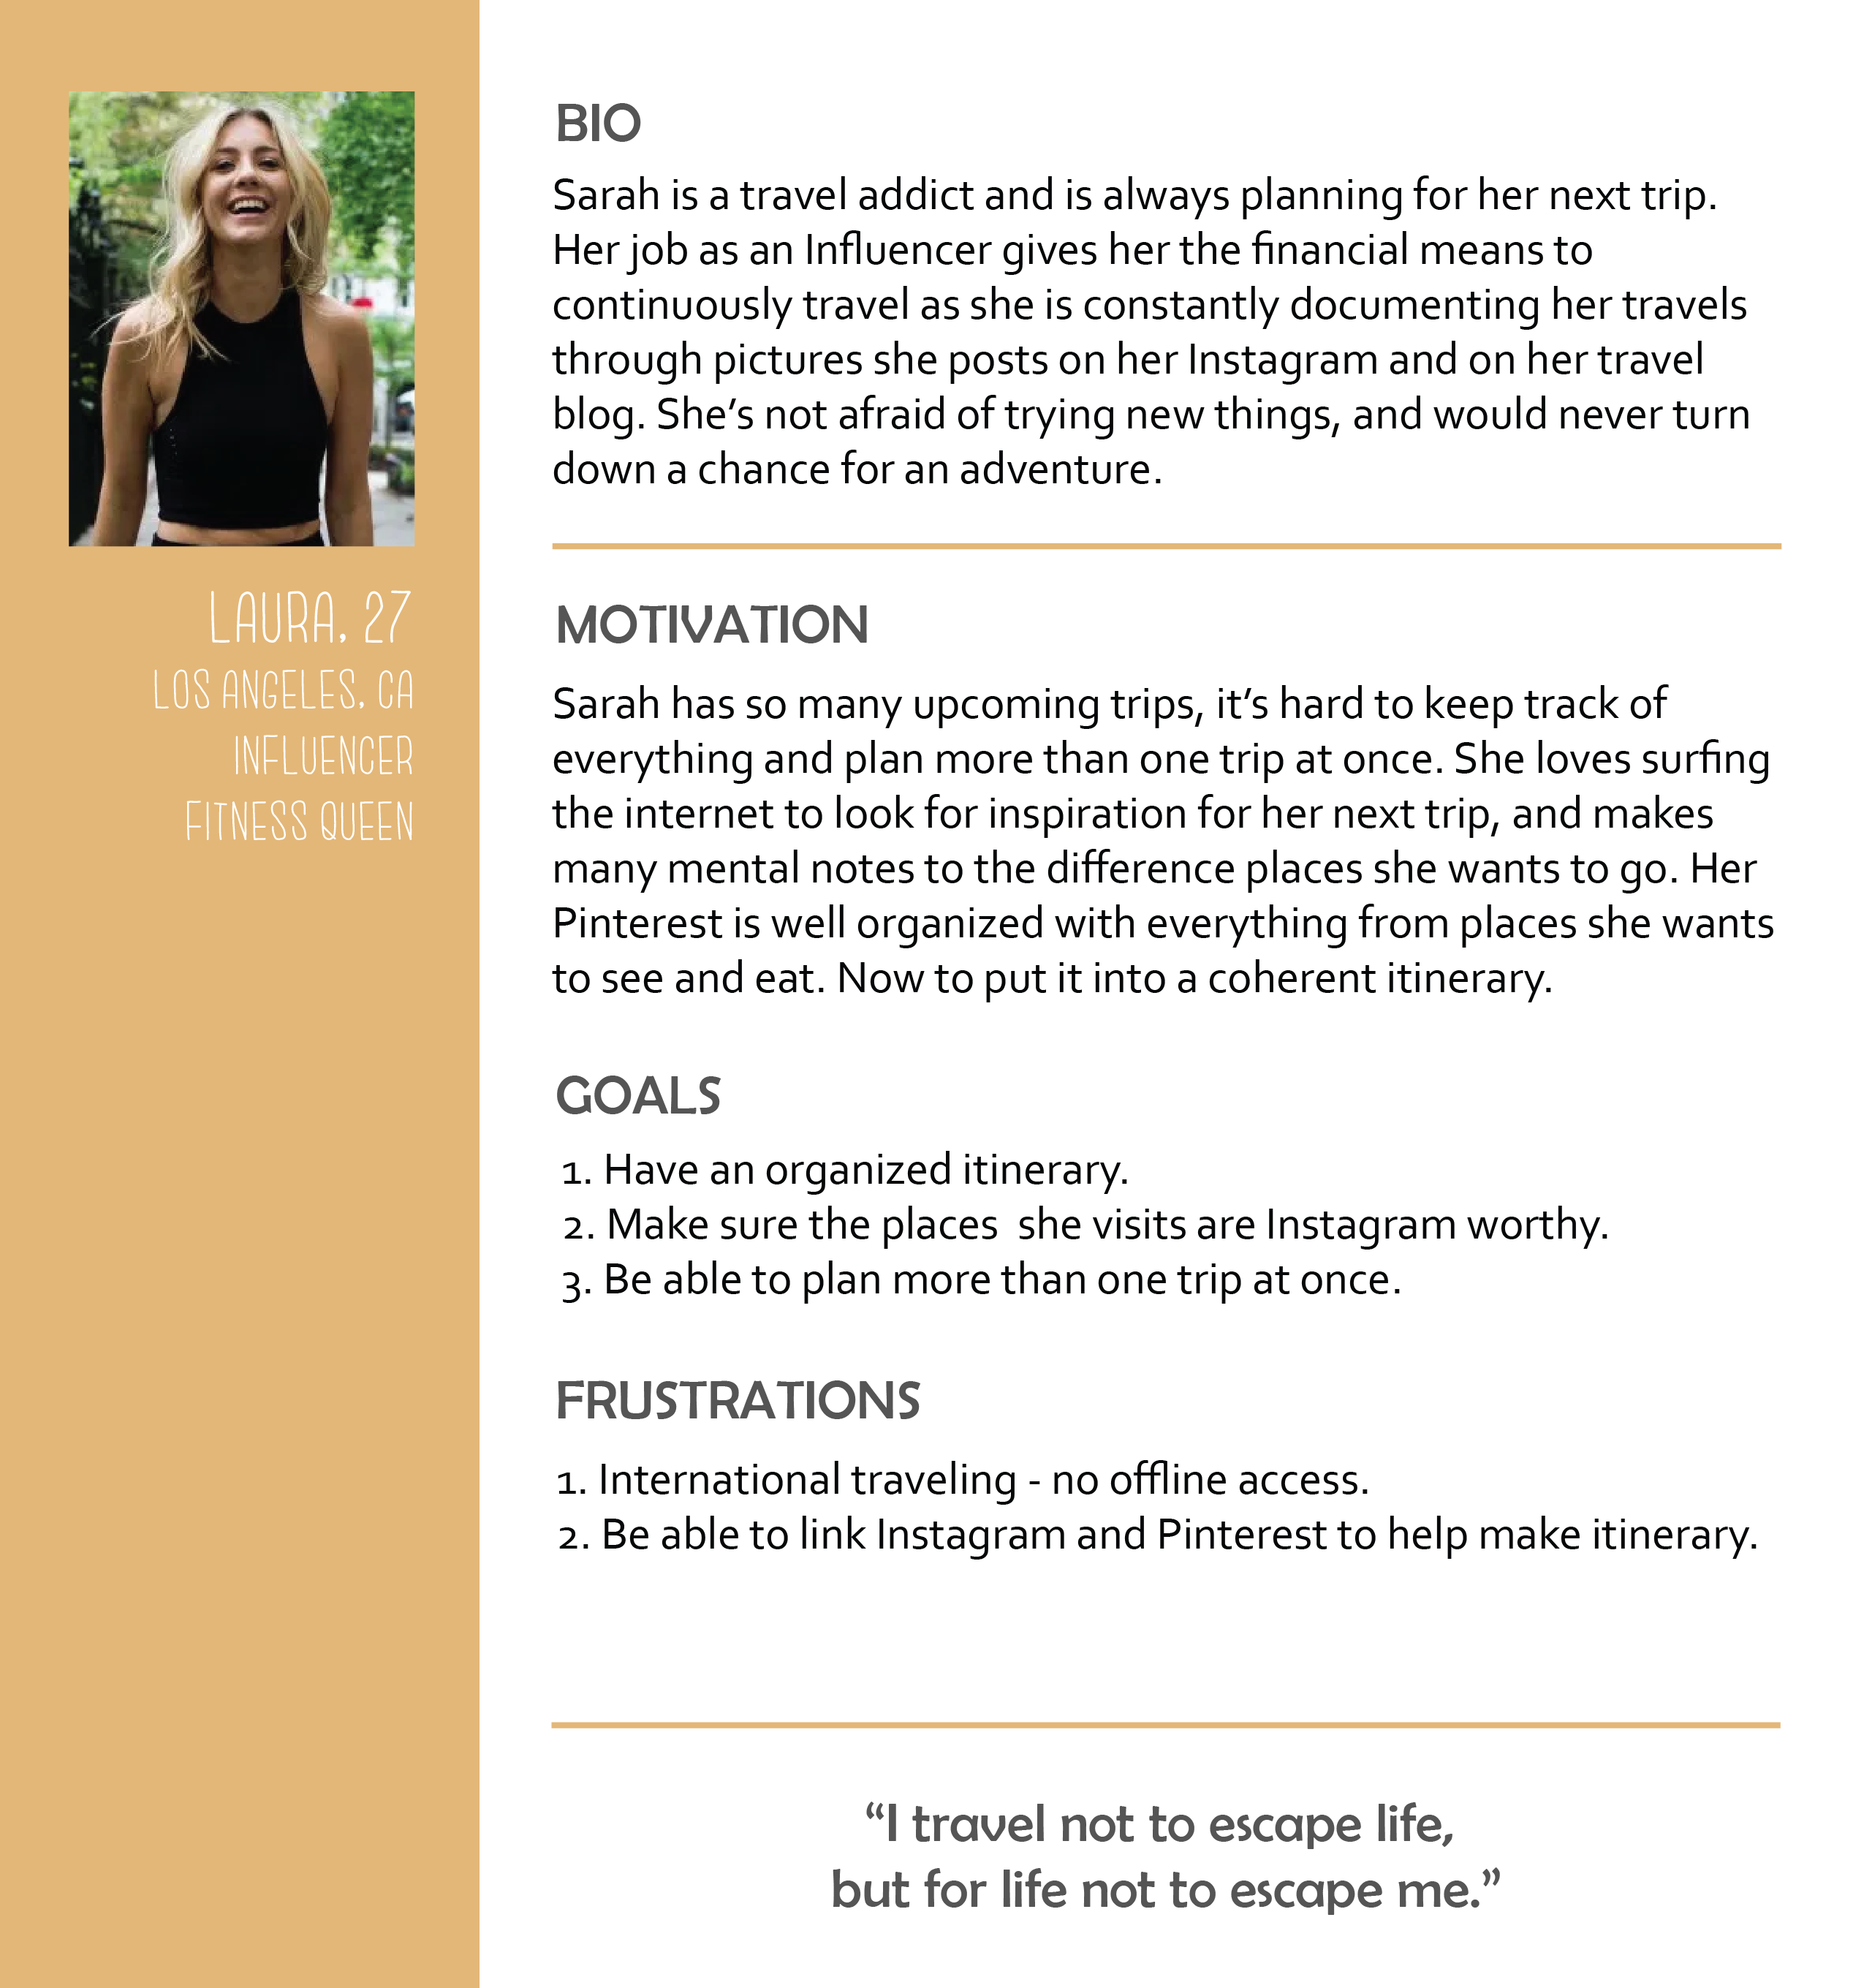 LAURA, 27
LOS ANGELES, CA
INFLUENCER
FITNESS QUEEN
BIO
Sarah is a travel addict and is always planning for her next trip.
Her job as an Influencer gives her the financial means to
continuously travel as she is constantly documenting her travels
through pictures she posts on her Instagram and on her travel
blog. She’s not afraid of trying new things, and would never turn
down a chance for an adventure.
MOTIVATION
Sarah has so many upcoming trips, it’s hard to keep track of
everything and plan more than one trip at once. She loves surfing
the internet to look for inspiration for her next trip, and makes
many mental notes to the difference places she wants to go. Her
Pinterest is well organized with everything from places she wants
to see and eat. Now to put it into a coherent itinerary.
GOALS
1. Have an organized itinerary.
2. Make sure the places  she visits are Instagram worthy.
3. Be able to plan more than one trip at once.
FRUSTRATIONS
1. International traveling - no offline access.
2. Be able to link Instagram and Pinterest to help make itinerary.
“I travel not to escape life,
but for life not to escape me.”